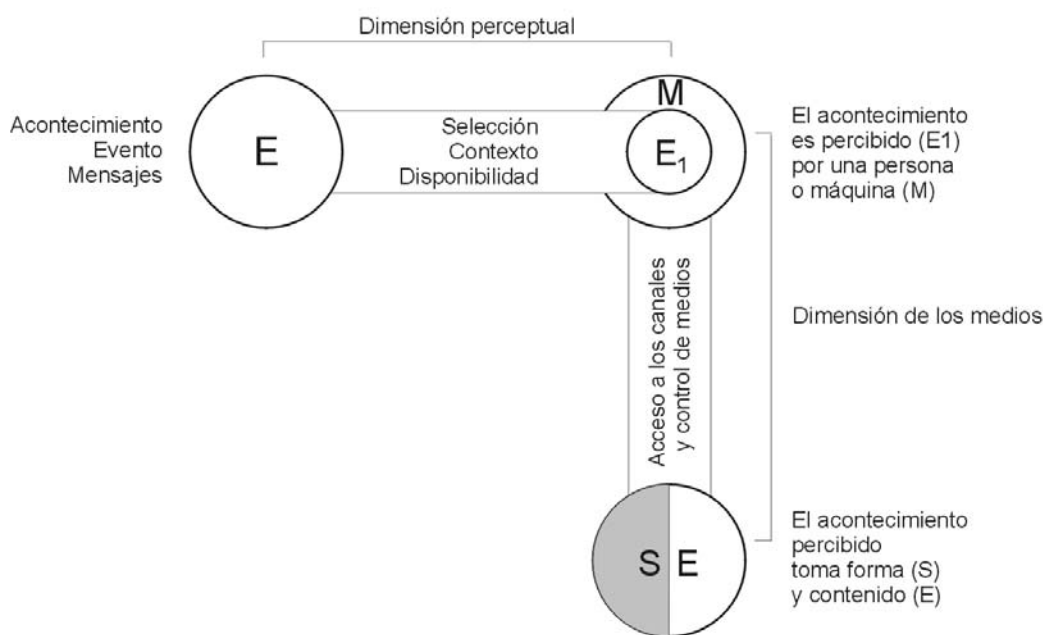 Dimensión perceptual
Acontecimiento
Evento
Mensajes
E
Selección
Contexto
Disponibilidad
M
E₁
El acontecimiento
es percibido (E1)
por una persona
o máquina (M)
Acceso a los canales
y control de medios
Dimensión de los medios
S E
El acontecimiento
percibido
toma forma (S)
y contenido (E)